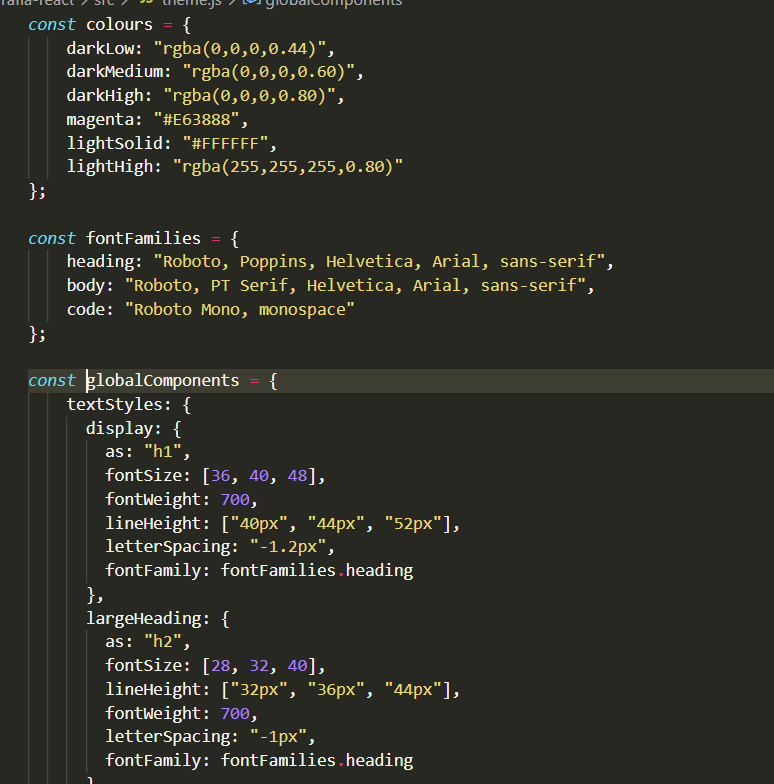 rafia-react > src > JS theme.js > globalComponents
const colours = {
darkLow: "rgba(0,0,0,0.44)",
darkMedium: "rgba(0,0,0,0.60)",
darkHigh: "rgba(0,0,0,0.80)",
magenta: "#E63888",
lightSolid: "#FFFFFF",
lightHigh: "rgba(255,255,255,0.80)"
};
const fontFamilies = {
heading: "Roboto, Poppins, Helvetica, Arial, sans-serif",
body: "Roboto, PT Serif, Helvetica, Arial, sans-serif",
code: "Roboto Mono, monospace"
};
const globalComponents = {
textStyles: {
display: {
as: "h1",
fontSize: [36, 40, 48],
fontWeight: 700,
lineHeight: ["40px", "44px", "52px"],
letterSpacing: "-1.2px",
fontFamily: fontFamilies.heading
},
largeHeading: {
as: "h2",
fontSize: [28, 32, 40],
lineHeight: ["32px", "36px", "44px"],
fontWeight: 700,
letterSpacing: "-1px",
fontFamily: fontFamilies.heading
}